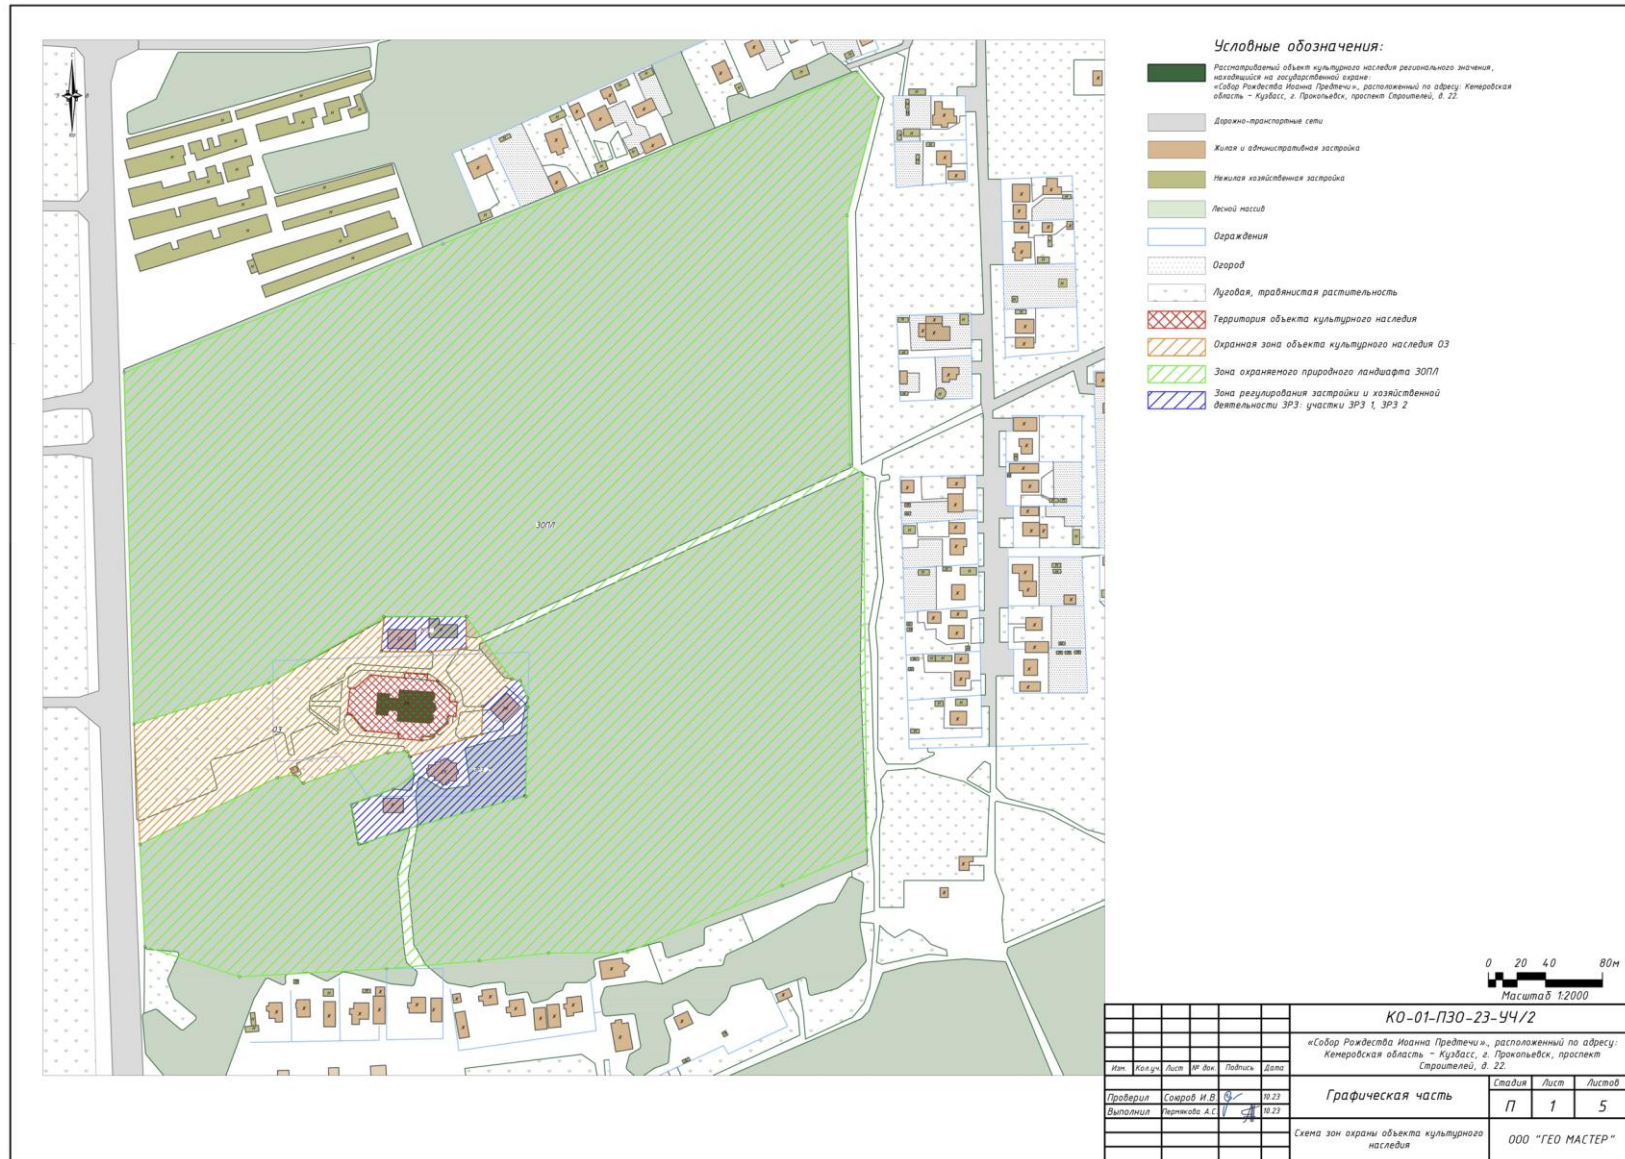 Условные обозначения:
Рассматриваемый объект культурного наследия регионального значения,
находящийся на государственной охране:
«Собор Рождества Иоанна Предтечи», расположенный по адресу: Кемеровская
область – Кузбасс, г. Прокопьевск, проспект Строителей, д. 22.
Дорожно-транспортные сети
Жилая и административная застройка
Нежилая хозяйственная застройка
Лесной массив
Ограждения
Огород
Луговая, травянистая растительность
Территория объекта культурного наследия
Охранная зона объекта культурного наследия ОЗ
Зона охраняемого природного ландшафта ЗОПЛ
Зона регулирования застройки и хозяйственной
деятельности ЗРЗ: участки ЗРЗ 1, ЗРЗ 2
ЗОПЛ
ОЗ
0 20 40 80м
Масштаб 1:2000
КО-01-ПЗО-23-УЧ/2
«Собор Рождества Иоанна Предтечи»., расположенный по адресу:
Кемеровская область – Кузбасс, г. Прокопьевск, проспект
Строителей, д. 22.
Изм. Кол.уч. Лист № док. Подпись Дата
Проверил Сокров И.В. 10.23
Выполнил Пермякова А.С. 10.23
Графическая часть
Стадия Лист Листов
П 1 5
Схема зон охраны объекта культурного
наследия
ООО "ГЕО МАСТЕР"